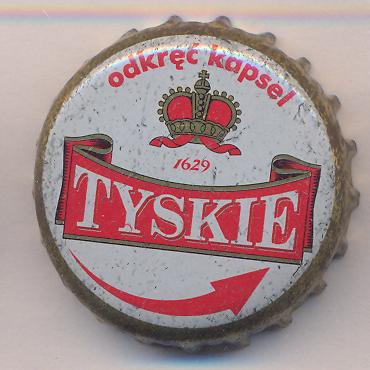 odkręć kapsel
1629
TYSKIE